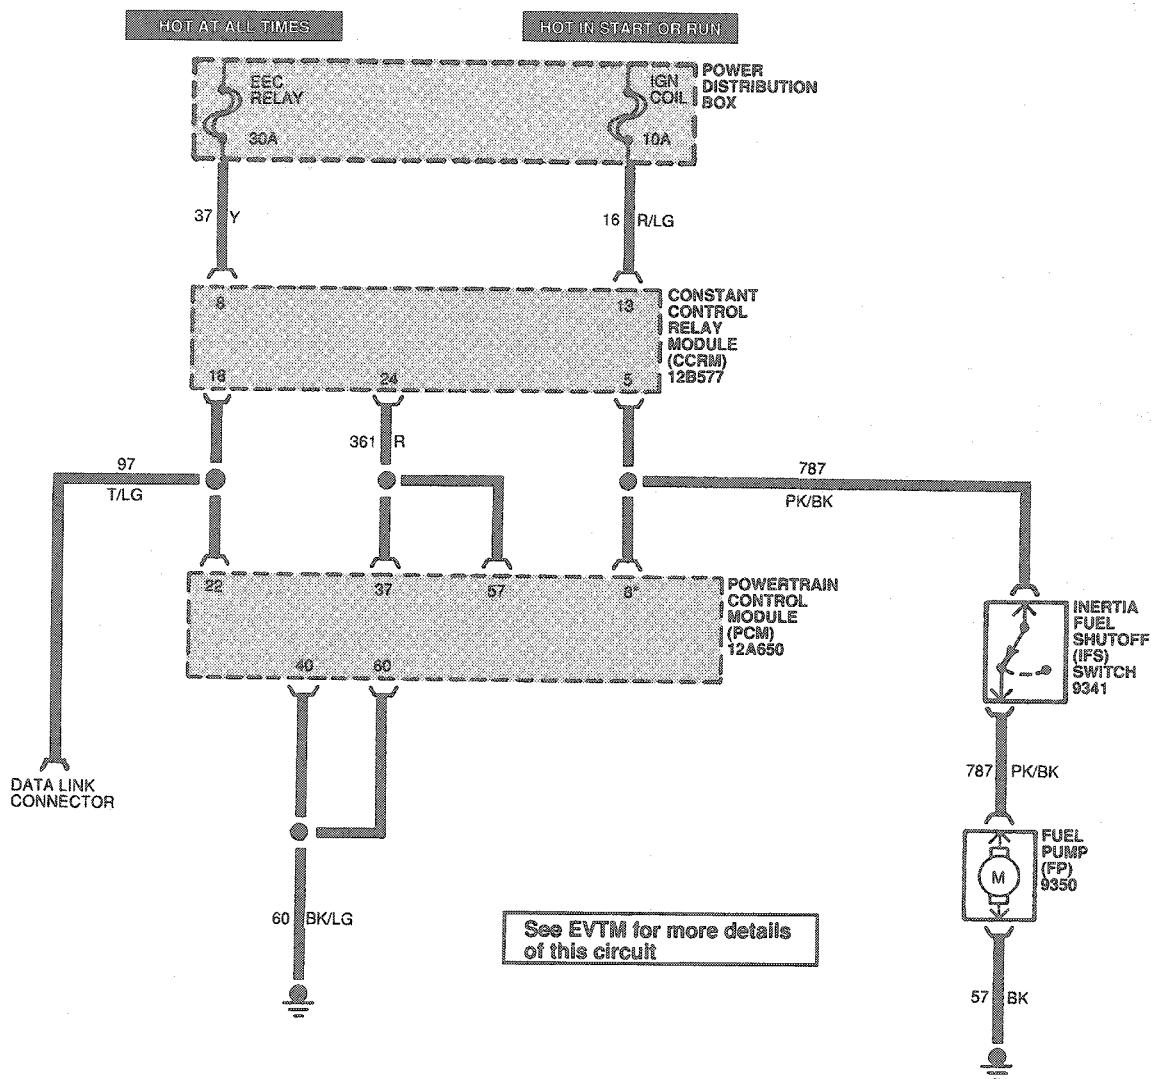 HOT AT ALL TIMES
HOT IN START OR RUN
EEC
RELAY
30A
IGN
COIL
10A
POWER
DISTRIBUTION
BOX
37 Y
16 R/LG
8
13
CONSTANT
CONTROL
RELAY
MODULE
(CCRM)
12B577
18
24
5
361 R
97
T/LG
787
PK/BK
22
37
57
8*
POWERTRAIN
CONTROL
MODULE
(PCM)
12A650
40
60
INERTIA
FUEL
SHUTOFF
(IFS)
SWITCH
9341
DATA LINK
CONNECTOR
787 PK/BK
FUEL
PUMP
(FP)
9350
M
60 BK/LG
See EVTM for more details
of this circuit
57 BK